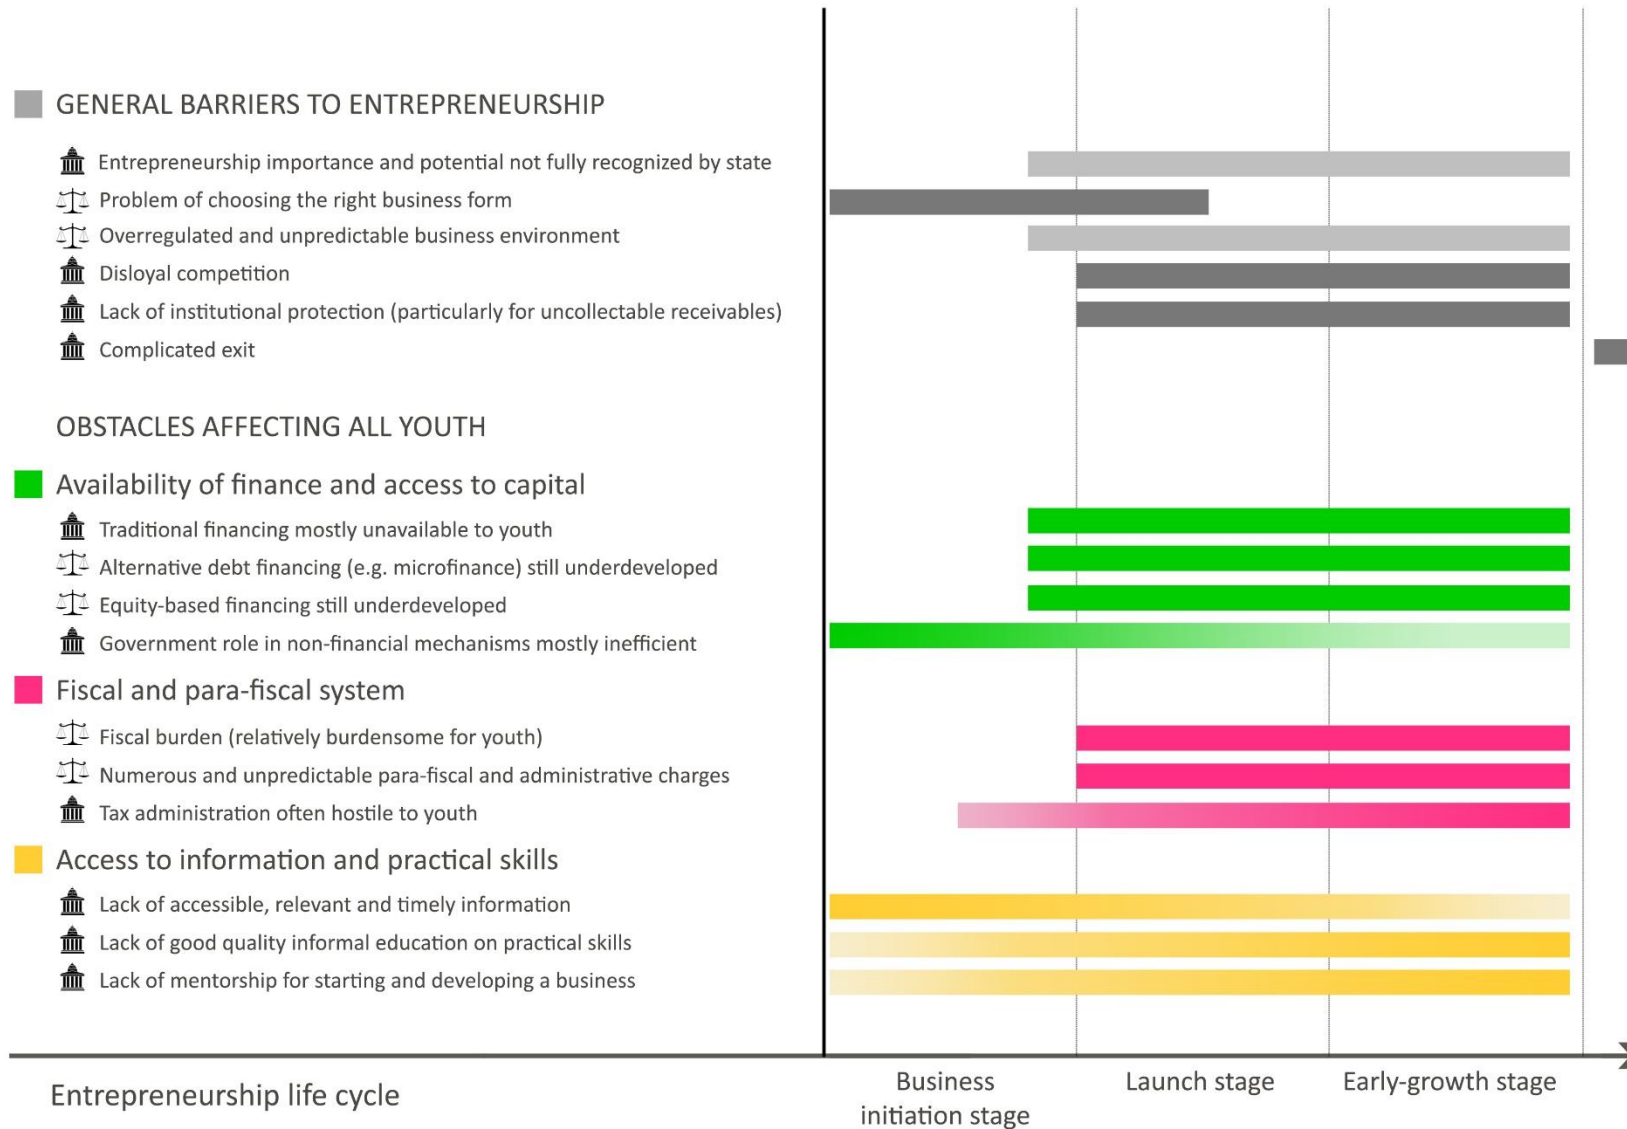 GENERAL BARRIERS TO ENTREPRENEURSHIP
Entrepreneurship importance and potential not fully recognized by state
Problem of choosing the right business form
Overregulated and unpredictable business environment
Disloyal competition
Lack of institutional protection (particularly for uncollectable receivables)
Complicated exit
OBSTACLES AFFECTING ALL YOUTH
Availability of finance and access to capital
Traditional financing mostly unavailable to youth
Alternative debt financing (e.g. microfinance) still underdeveloped
Equity-based financing still underdeveloped
Government role in non-financial mechanisms mostly inefficient
Fiscal and para-fiscal system
Fiscal burden (relatively burdensome for youth)
Numerous and unpredictable para-fiscal and administrative charges
Tax administration often hostile to youth
Access to information and practical skills
Lack of accessible, relevant and timely information
Lack of good quality informal education on practical skills
Lack of mentorship for starting and developing a business
Entrepreneurship life cycle
Business
initiation stage
Launch stage
Early-growth stage